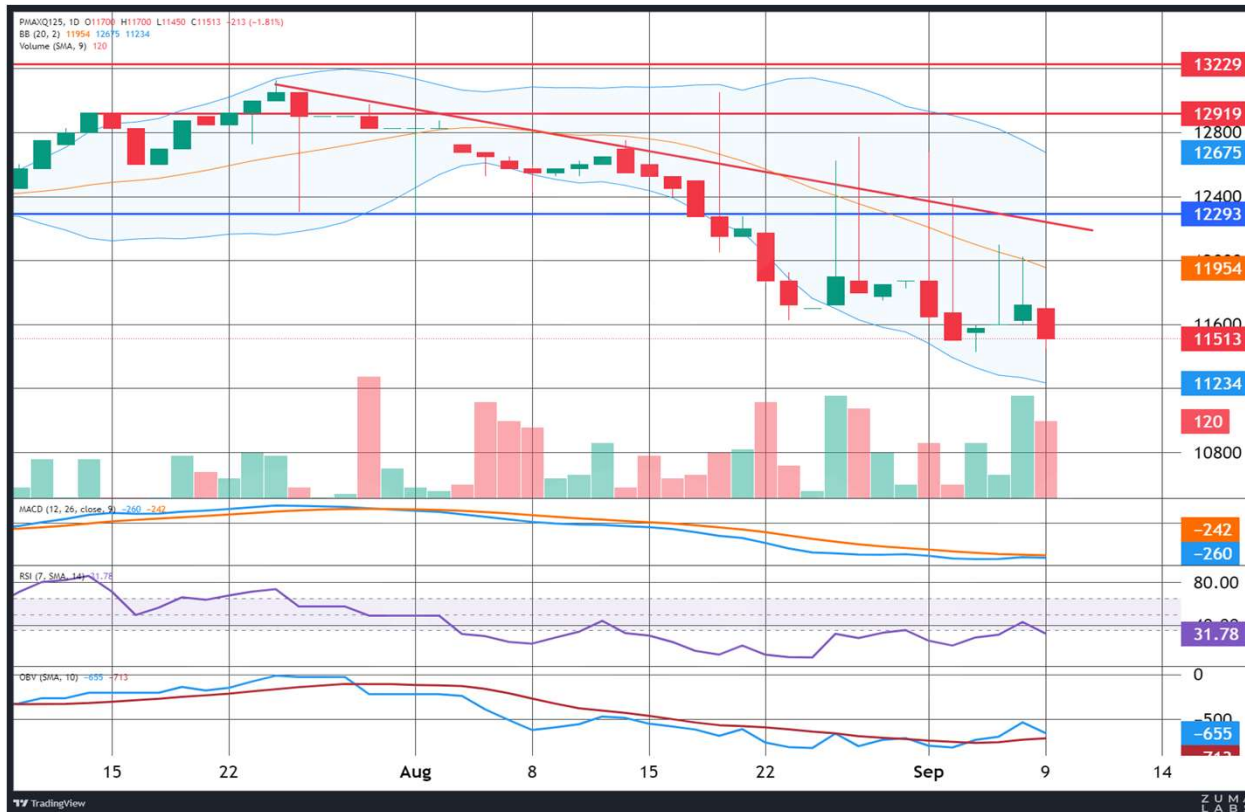 PMAXQ125, 1D O11700 H11700 L11450 C11513 −213 (−1.81%)
BB (20, 2) 11954 12675 11234
Volume (SMA, 9) 120
13229
12919
12800
12675
12400
12293
11954
11600
11513
11234
120
10800
MACD (12, 26, close, 9) −260 −242
−242
−260
RSI (7, SMA, 14) 31.78
80.00
31.78
OBV (SMA, 10) −655 −713
0
−500
−655
−713
15 22 Aug 8 15 22 Sep 9 14
TradingView